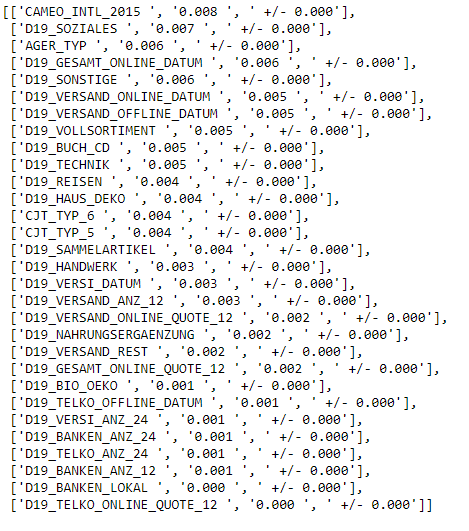 [['CAMEO_INTL_2015 ', '0.008 ', ' +/- 0.000'],
['D19_SOZIALES ', '0.007 ', ' +/- 0.000'],
['AGER_TYP ', '0.006 ', ' +/- 0.000'],
['D19_GESAMT_ONLINE_DATUM ', '0.006 ', ' +/- 0.000'],
['D19_SONSTIGE ', '0.006 ', ' +/- 0.000'],
['D19_VERSAND_ONLINE_DATUM ', '0.005 ', ' +/- 0.000'],
['D19_VERSAND_OFFLINE_DATUM ', '0.005 ', ' +/- 0.000'],
['D19_VOLLSORTIMENT ', '0.005 ', ' +/- 0.000'],
['D19_BUCH_CD ', '0.005 ', ' +/- 0.000'],
['D19_TECHNIK ', '0.005 ', ' +/- 0.000'],
['D19_REISEN ', '0.004 ', ' +/- 0.000'],
['D19_HAUS_DEKO ', '0.004 ', ' +/- 0.000'],
['CJT_TYP_6 ', '0.004 ', ' +/- 0.000'],
['CJT_TYP_5 ', '0.004 ', ' +/- 0.000'],
['D19_SAMMELARTIKEL ', '0.004 ', ' +/- 0.000'],
['D19_HANDWERK ', '0.003 ', ' +/- 0.000'],
['D19_VERSI_DATUM ', '0.003 ', ' +/- 0.000'],
['D19_VERSAND_ANZ_12 ', '0.003 ', ' +/- 0.000'],
['D19_VERSAND_ONLINE_QUOTE_12 ', '0.002 ', ' +/- 0.000'],
['D19_NAHRUNGSERGAENZUNG ', '0.002 ', ' +/- 0.000'],
['D19_VERSAND_REST ', '0.002 ', ' +/- 0.000'],
['D19_GESAMT_ONLINE_QUOTE_12 ', '0.002 ', ' +/- 0.000'],
['D19_BIO_OEKO ', '0.001 ', ' +/- 0.000'],
['D19_TELKO_OFFLINE_DATUM ', '0.001 ', ' +/- 0.000'],
['D19_VERSI_ANZ_24 ', '0.001 ', ' +/- 0.000'],
['D19_BANKEN_ANZ_24 ', '0.001 ', ' +/- 0.000'],
['D19_TELKO_ANZ_24 ', '0.001 ', ' +/- 0.000'],
['D19_BANKEN_ANZ_12 ', '0.001 ', ' +/- 0.000'],
['D19_BANKEN_LOKAL ', '0.000 ', ' +/- 0.000'],
['D19_TELKO_ONLINE_QUOTE_12 ', '0.000 ', ' +/- 0.000']]